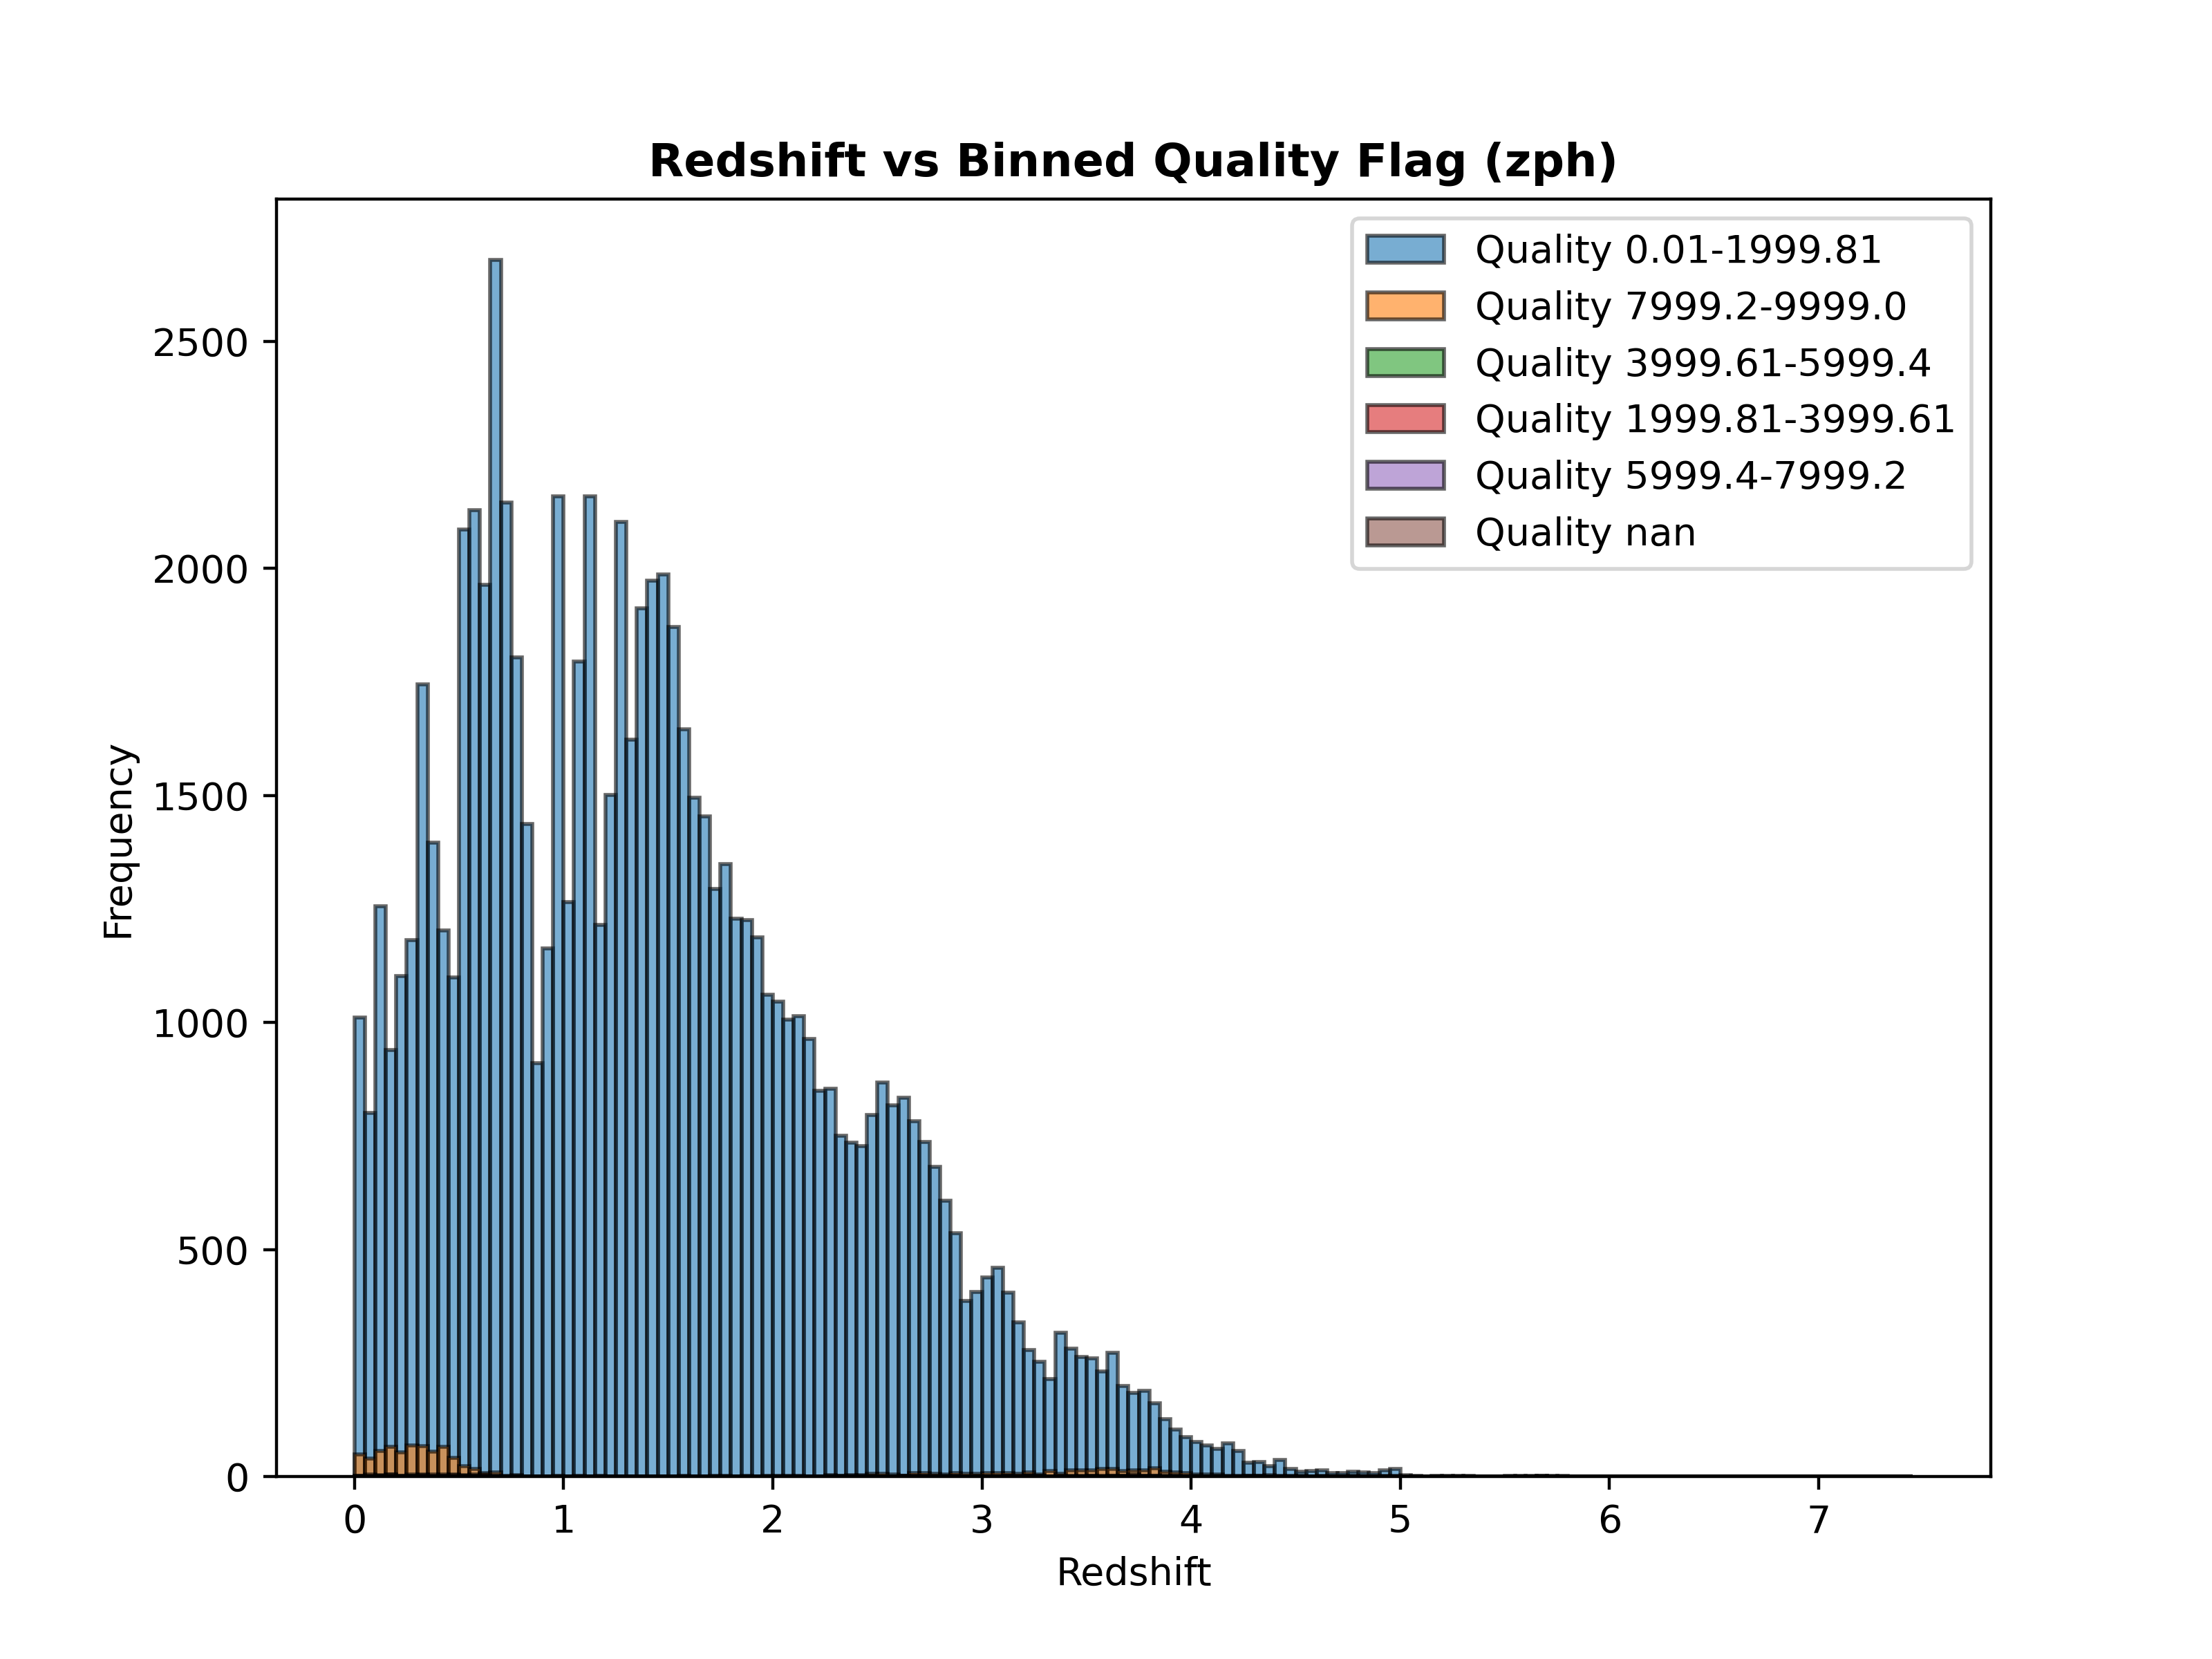 Redshift vs Binned Quality Flag (zph)
Quality 0.01-1999.81
Quality 7999.2-9999.0
Quality 3999.61-5999.4
Quality 1999.81-3999.61
Quality 5999.4-7999.2
Quality nan
Frequency
2500
2000
1500
1000
500
0
0 1 2 3 4 5 6 7
Redshift